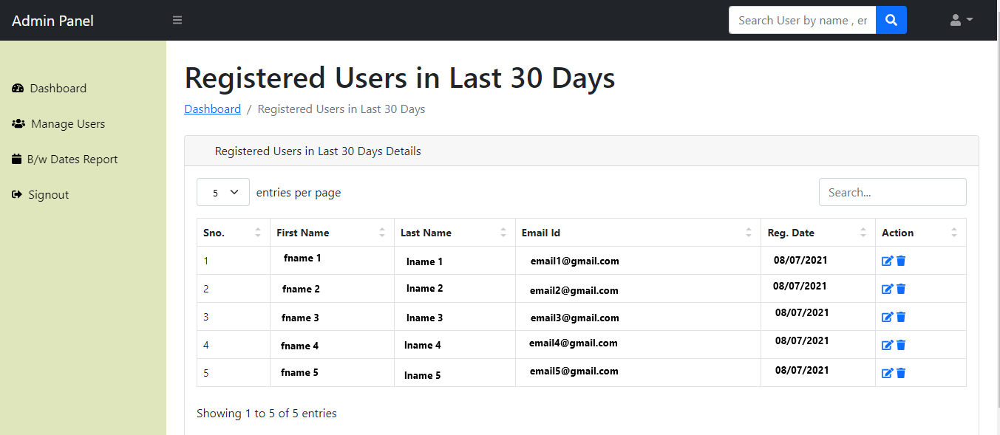 Admin Panel
Search User by name , er
Dashboard
Manage Users
B/w Dates Report
Signout
Registered Users in Last 30 Days
Dashboard / Registered Users in Last 30 Days
Registered Users in Last 30 Days Details
5 entries per page
Search...
Sno. First Name Last Name Email Id Reg. Date Action
1 fname 1 lname 1 email1@gmail.com 08/07/2021
2 fname 2 lname 2 email2@gmail.com 08/07/2021
3 fname 3 lname 3 email3@gmail.com 08/07/2021
4 fname 4 lname 4 email4@gmail.com 08/07/2021
5 fname 5 lname 5 email5@gmail.com 08/07/2021
Showing 1 to 5 of 5 entries